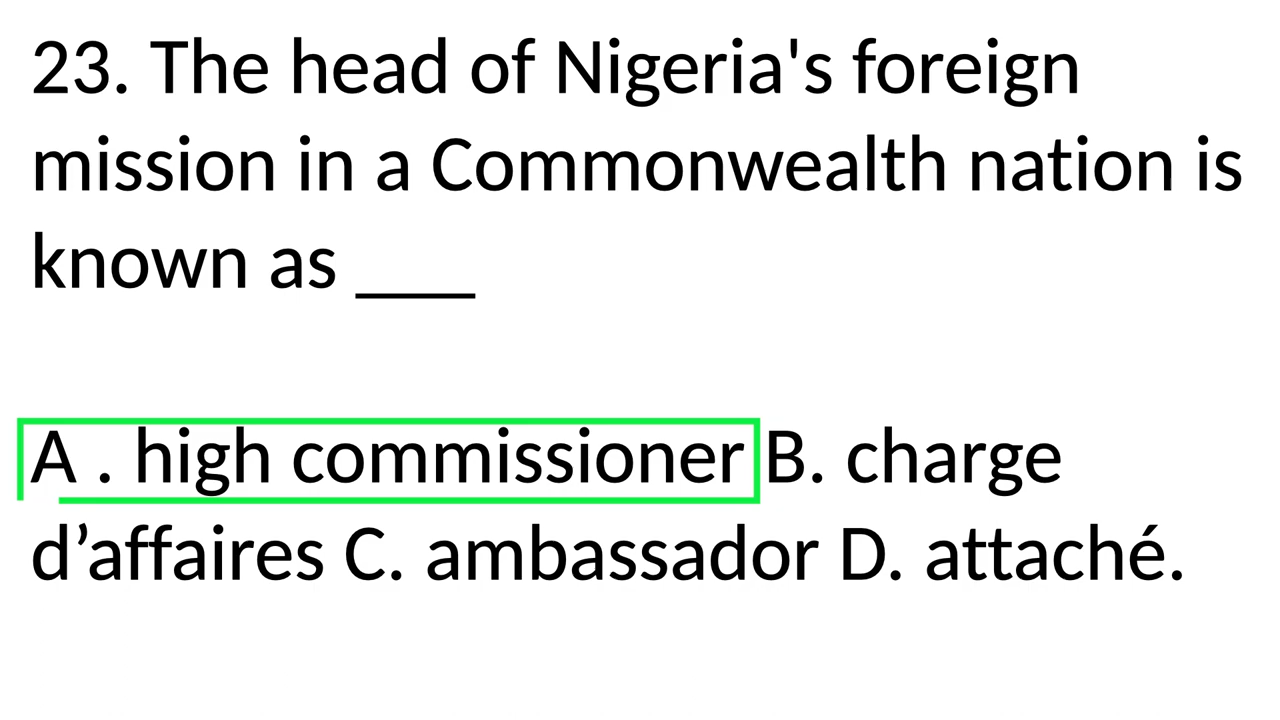 23. The head of Nigeria's foreign
mission in a Commonwealth nation is
known as ___
A . high commissioner B. charge
d’affaires C. ambassador D. attaché.